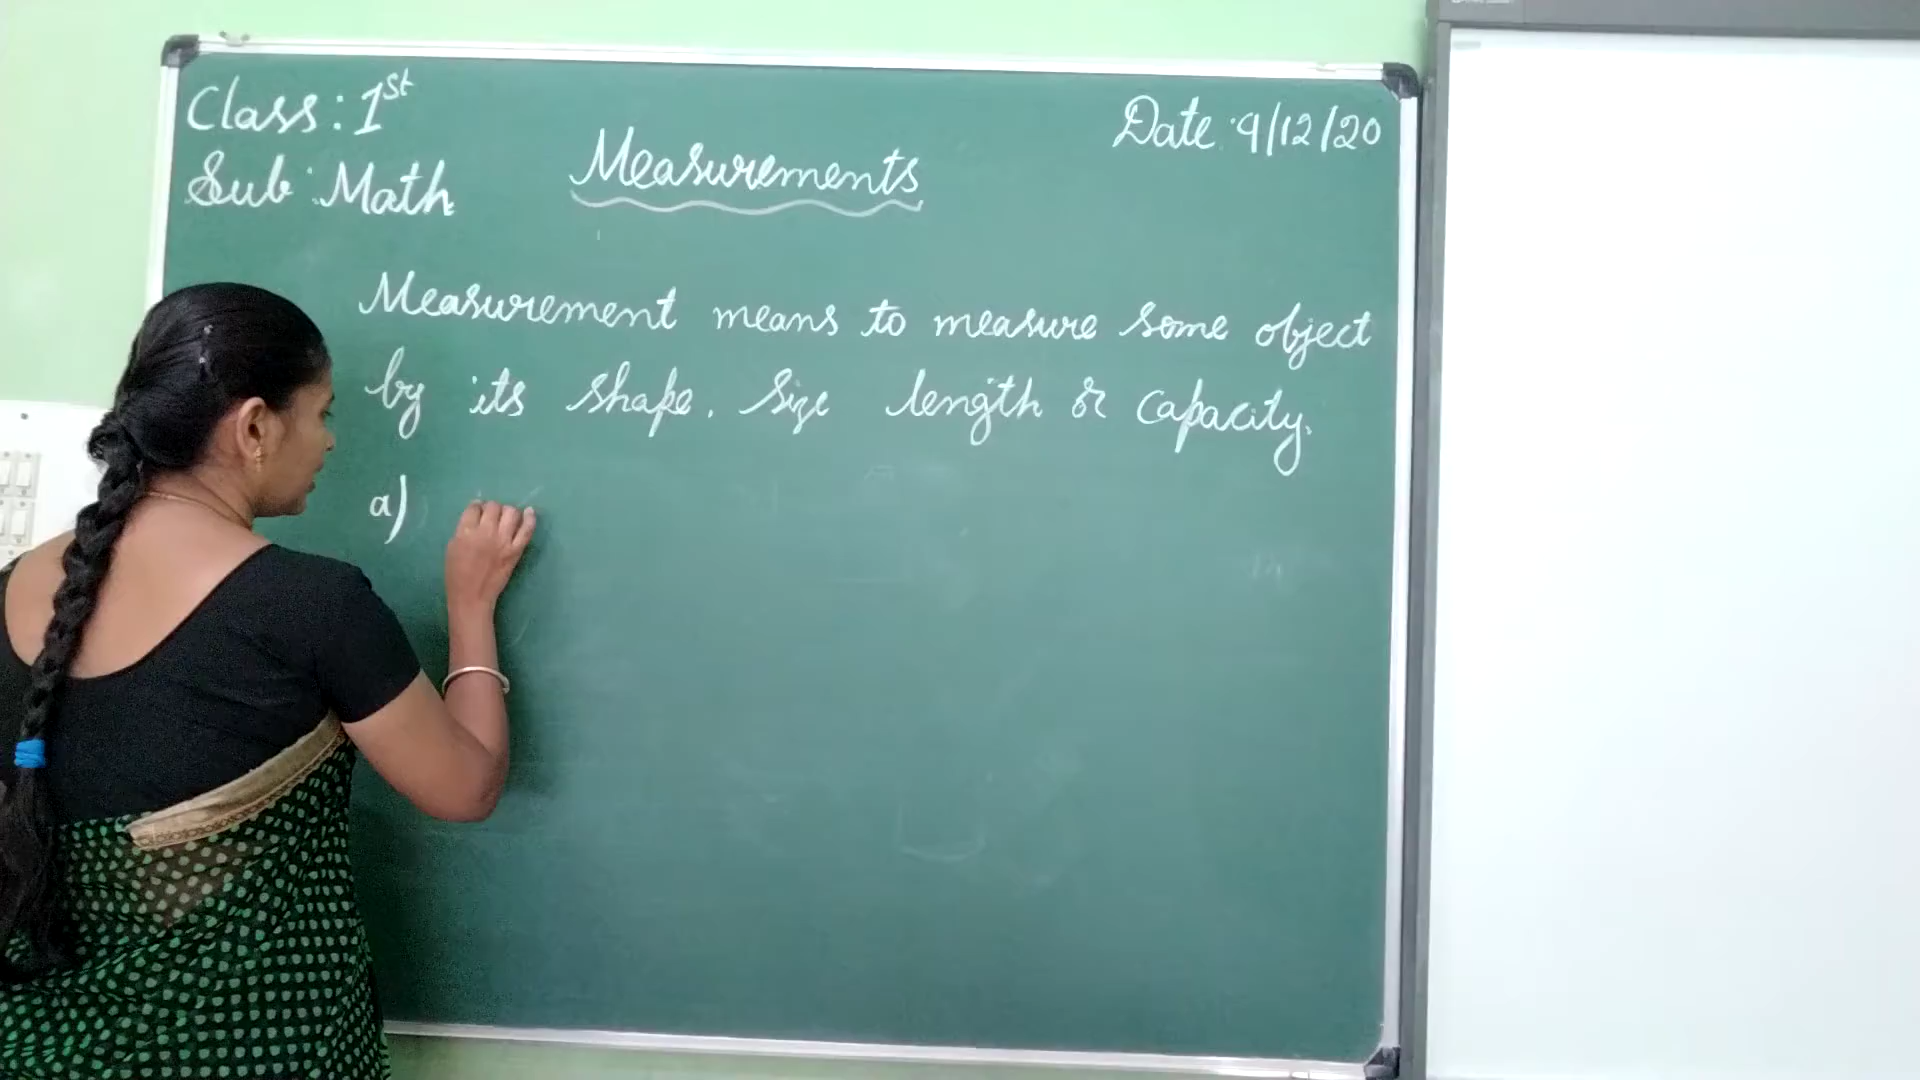 Class : 1st
Sub : Math
Date : 9/12/20
Measurements
Measurement means to measure some object
by its shape, size length or capacity.
a)